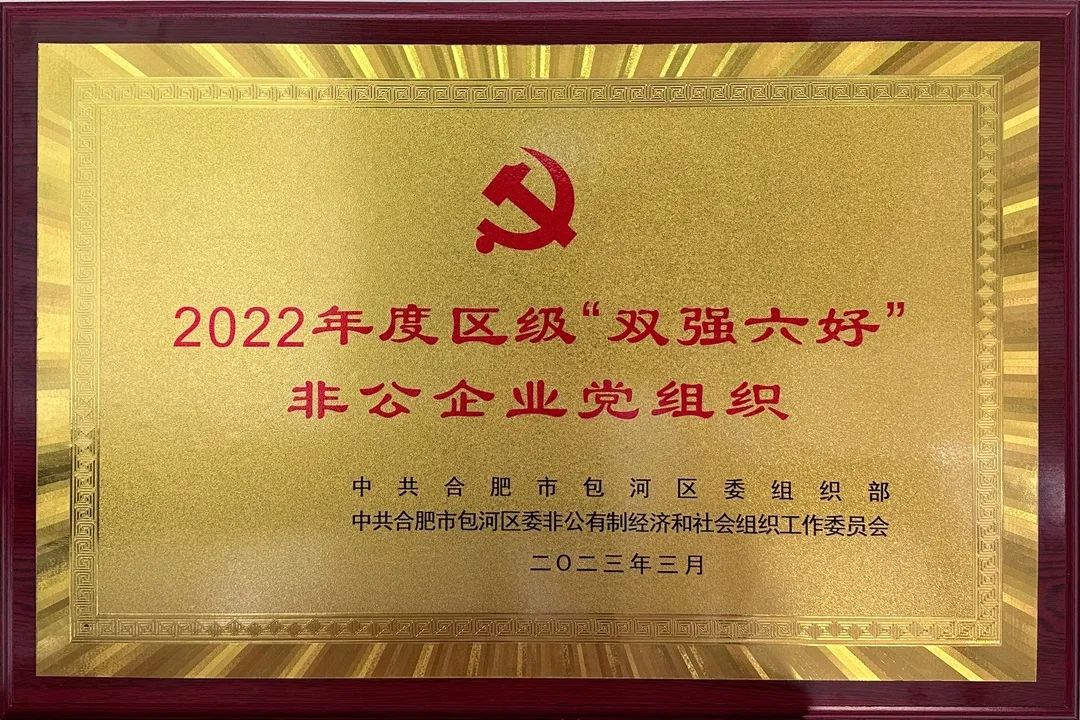 2022年度区级“双强六好”
非公企业党组织
中共合肥市包河区委组织部
中共合肥市包河区委非公有制经济和社会组织工作委员会
二〇二三年三月